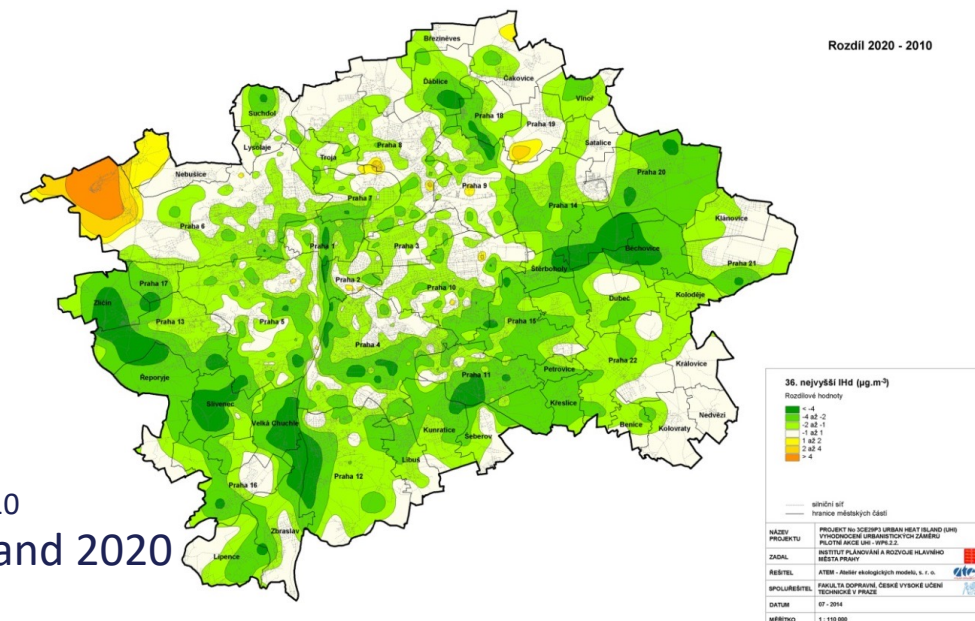 Rozdíl 2020 - 2010
Březiněves
Ďáblice
Čakovice
Suchdol
Praha 18
Vinoř
Praha 19
Lysolaje
Praha 8
Troja
Satalice
Nebušice
Praha 20
Praha 9
Praha 7
Praha 14
Klánovice
Praha 6
Praha 1
Praha 3
Běchovice
Praha 21
Štěrboholy
Praha 17
Praha 2
Praha 10
Zličín
Dubeč
Koloděje
Praha 13
Praha 5
Praha 15
Praha 4
Praha 22
Řeporyje
Petrovice
Královice
Praha 11
Slivenec
Křeslice
Velká Chuchle
Nedvězí
Benice
Kolovraty
Kunratice
Šeberov
Libuš
Praha 12
Praha 16
Zbraslav
Lipence
10
and 2020
36. nejvyšší IHd (µg.m-3)
Rozdílové hodnoty
< -4
-4 až -2
-2 až -1
-1 až 1
1 až 2
2 až 4
> 4
silniční síť
hranice městských částí
NÁZEV PROJEKTU
PROJEKT No 3CE292P3 URBAN HEAT ISLAND (UHI)
VYHODNOCENÍ URBANISTICKÝCH ZÁMĚRŮ
PILOTNÍ AKCE UHI - WP5.2.2.
ZADAL
INSTITUT PLÁNOVÁNÍ A ROZVOJE HLAVNÍHO
MĚSTA PRAHY
ŘEŠITEL
ATEM - Ateliér ekologických modelů, s. r. o.
SPOLUŘEŠITEL
FAKULTA DOPRAVNÍ, ČESKÉ VYSOKÉ UČENÍ
TECHNICKÉ V PRAZE
DATUM
07 - 2014
MĚŘÍTKO
1 : 110 000